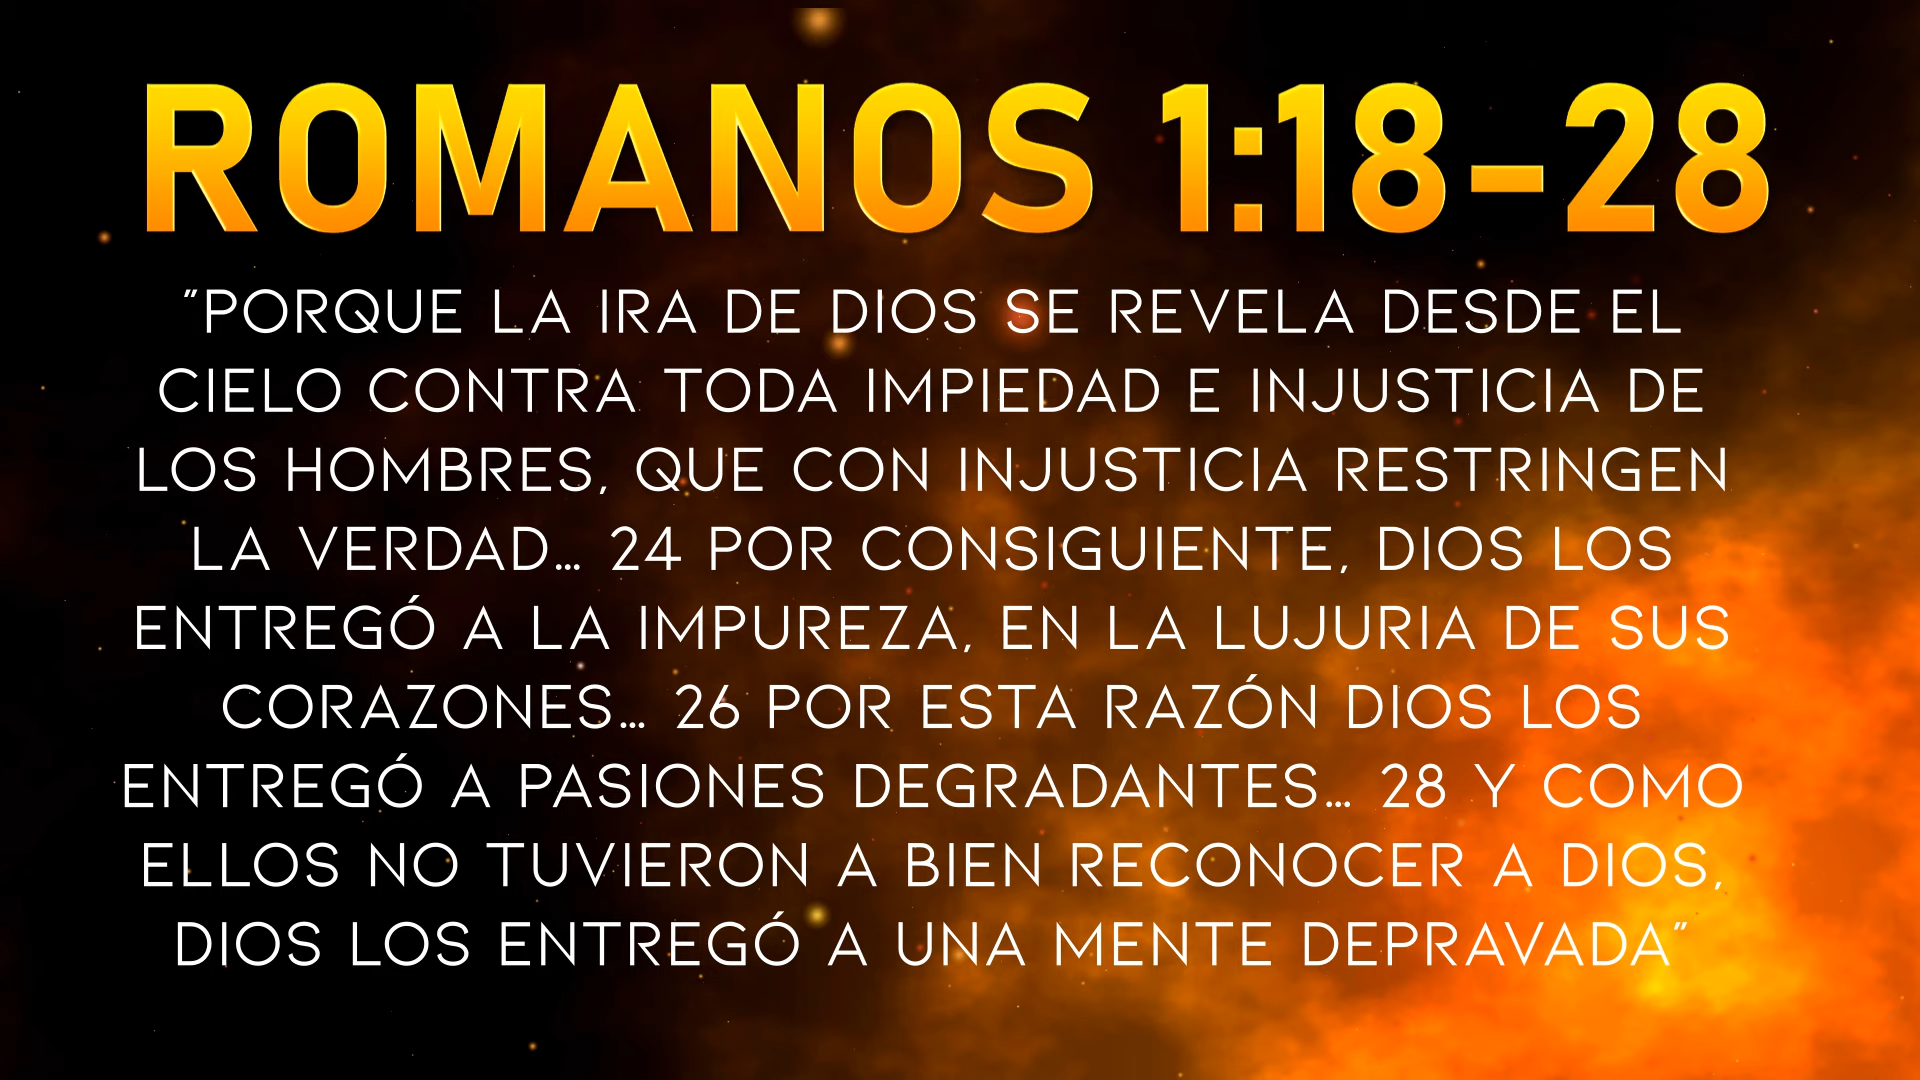 ROMANOS 1:18-28
"PORQUE LA IRA DE DIOS SE REVELA DESDE EL
CIELO CONTRA TODA IMPIEDAD E INJUSTICIA DE
LOS HOMBRES, QUE CON INJUSTICIA RESTRINGEN
LA VERDAD… 24 POR CONSIGUIENTE, DIOS LOS
ENTREGÓ A LA IMPUREZA, EN LA LUJURIA DE SUS
CORAZONES… 26 POR ESTA RAZÓN DIOS LOS
ENTREGÓ A PASIONES DEGRADANTES… 28 Y COMO
ELLOS NO TUVIERON A BIEN RECONOCER A DIOS,
DIOS LOS ENTREGÓ A UNA MENTE DEPRAVADA"